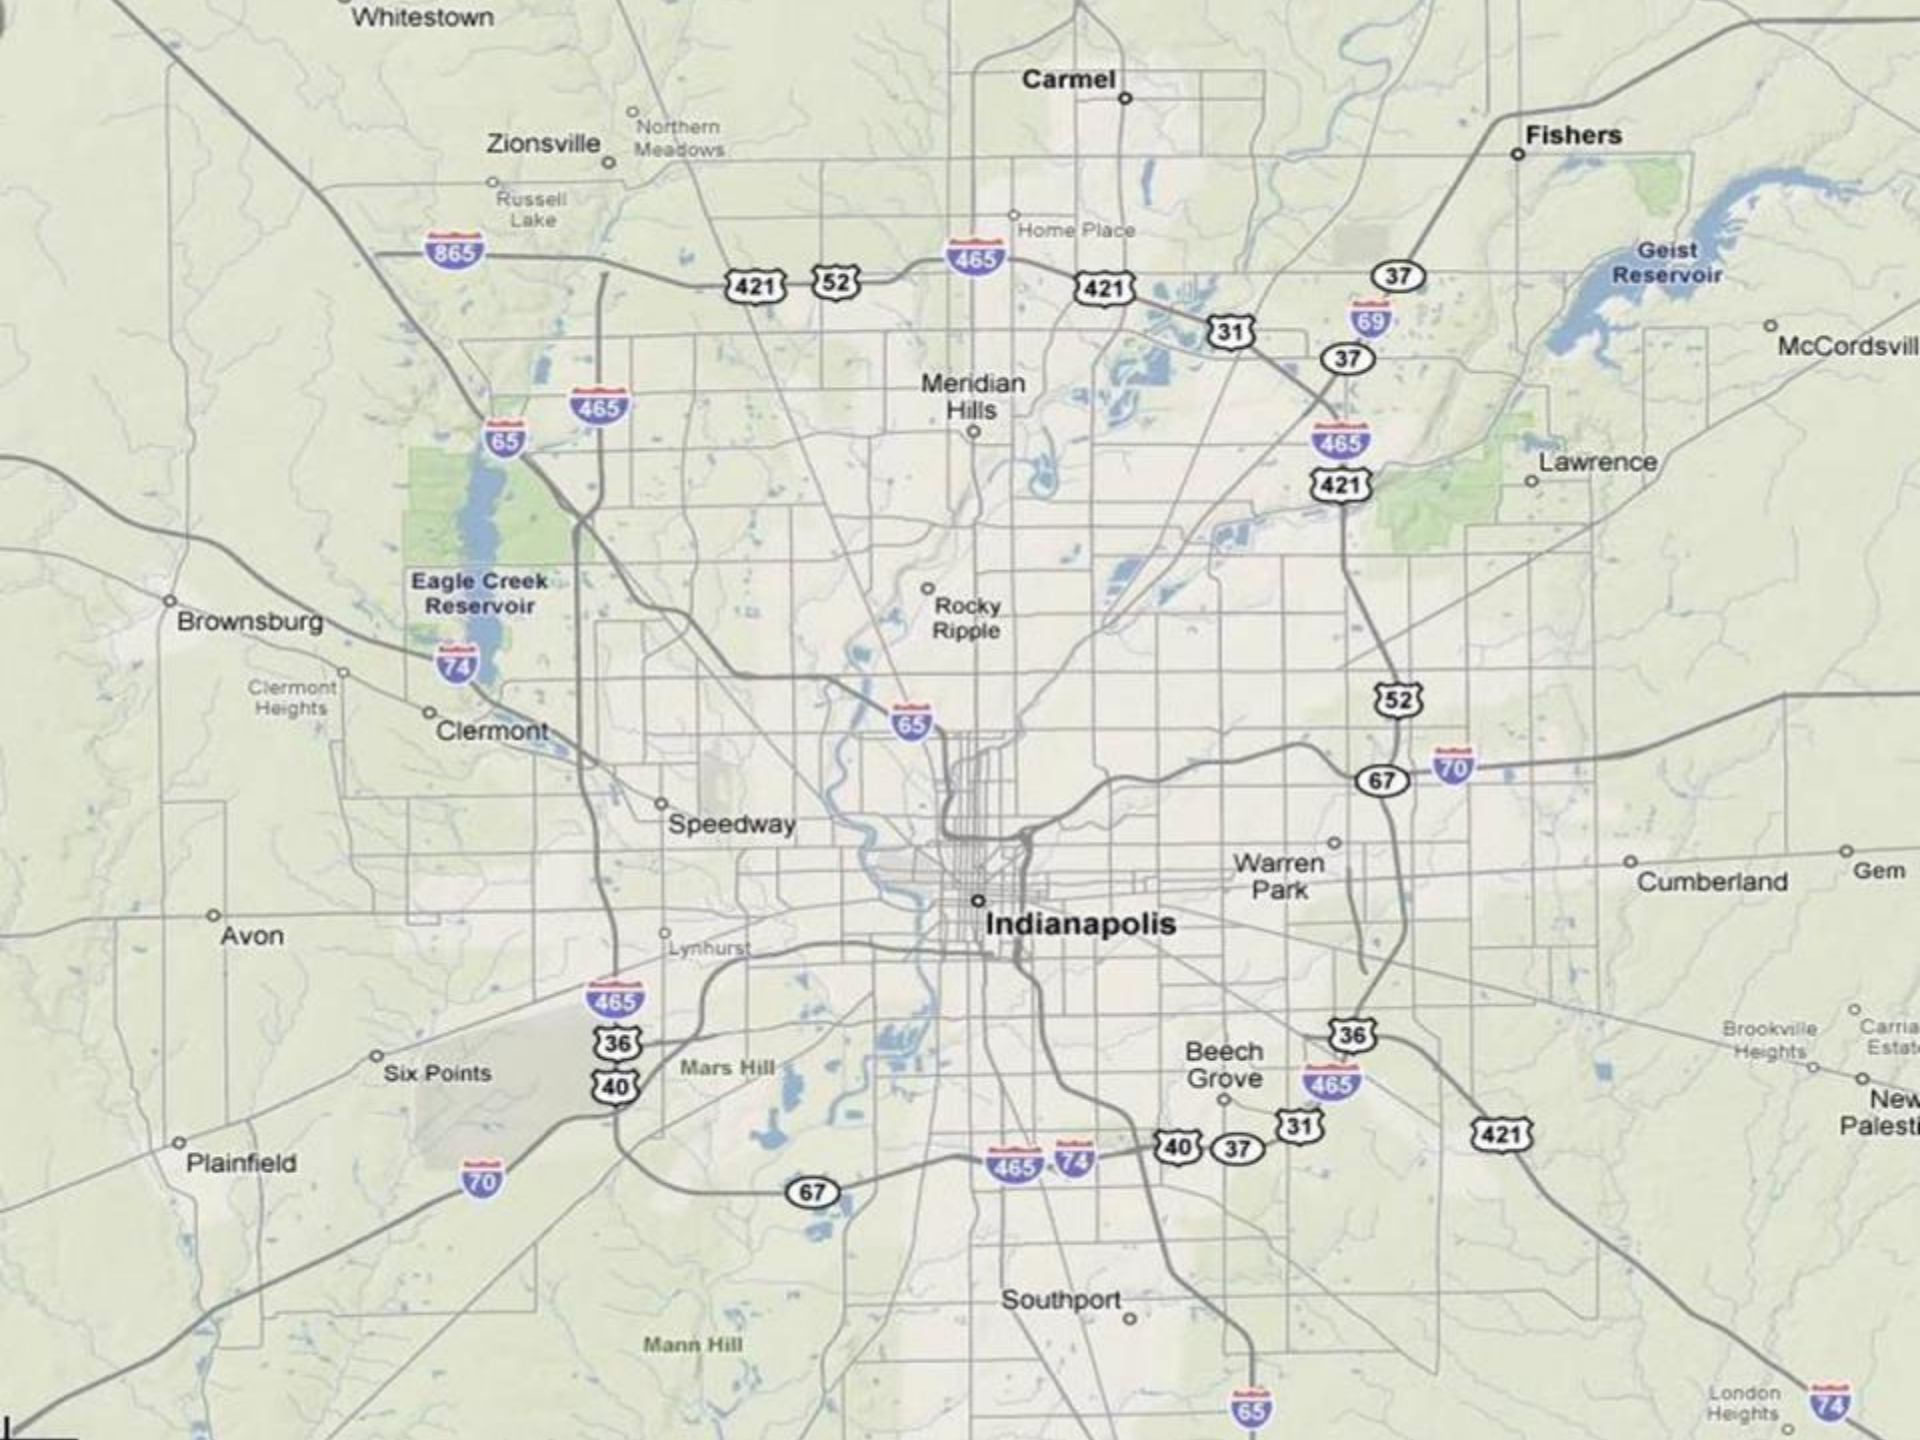 Whitestown
Carmel
Fishers
Zionsville
Northern
Meadows
Russell
Lake
Home Place
865
465
421
52
421
37
Geist
Reservoir
31
69
37
McCordsvill
Meridian
Hills
465
65
465
421
Lawrence
Eagle Creek
Reservoir
Rocky
Ripple
Brownsburg
74
Clermont
Heights
Clermont
52
65
70
67
Speedway
Warren
Park
Cumberland
Gem
Avon
Indianapolis
Lynhurst
465
36
40
Mars Hill
Six Points
36
Beech
Grove
465
Brookville
Heights
Carria
Estate
New
Palesti
31
421
40
37
465
74
Plainfield
70
67
Southport
Mann Hill
65
London
Heights
74